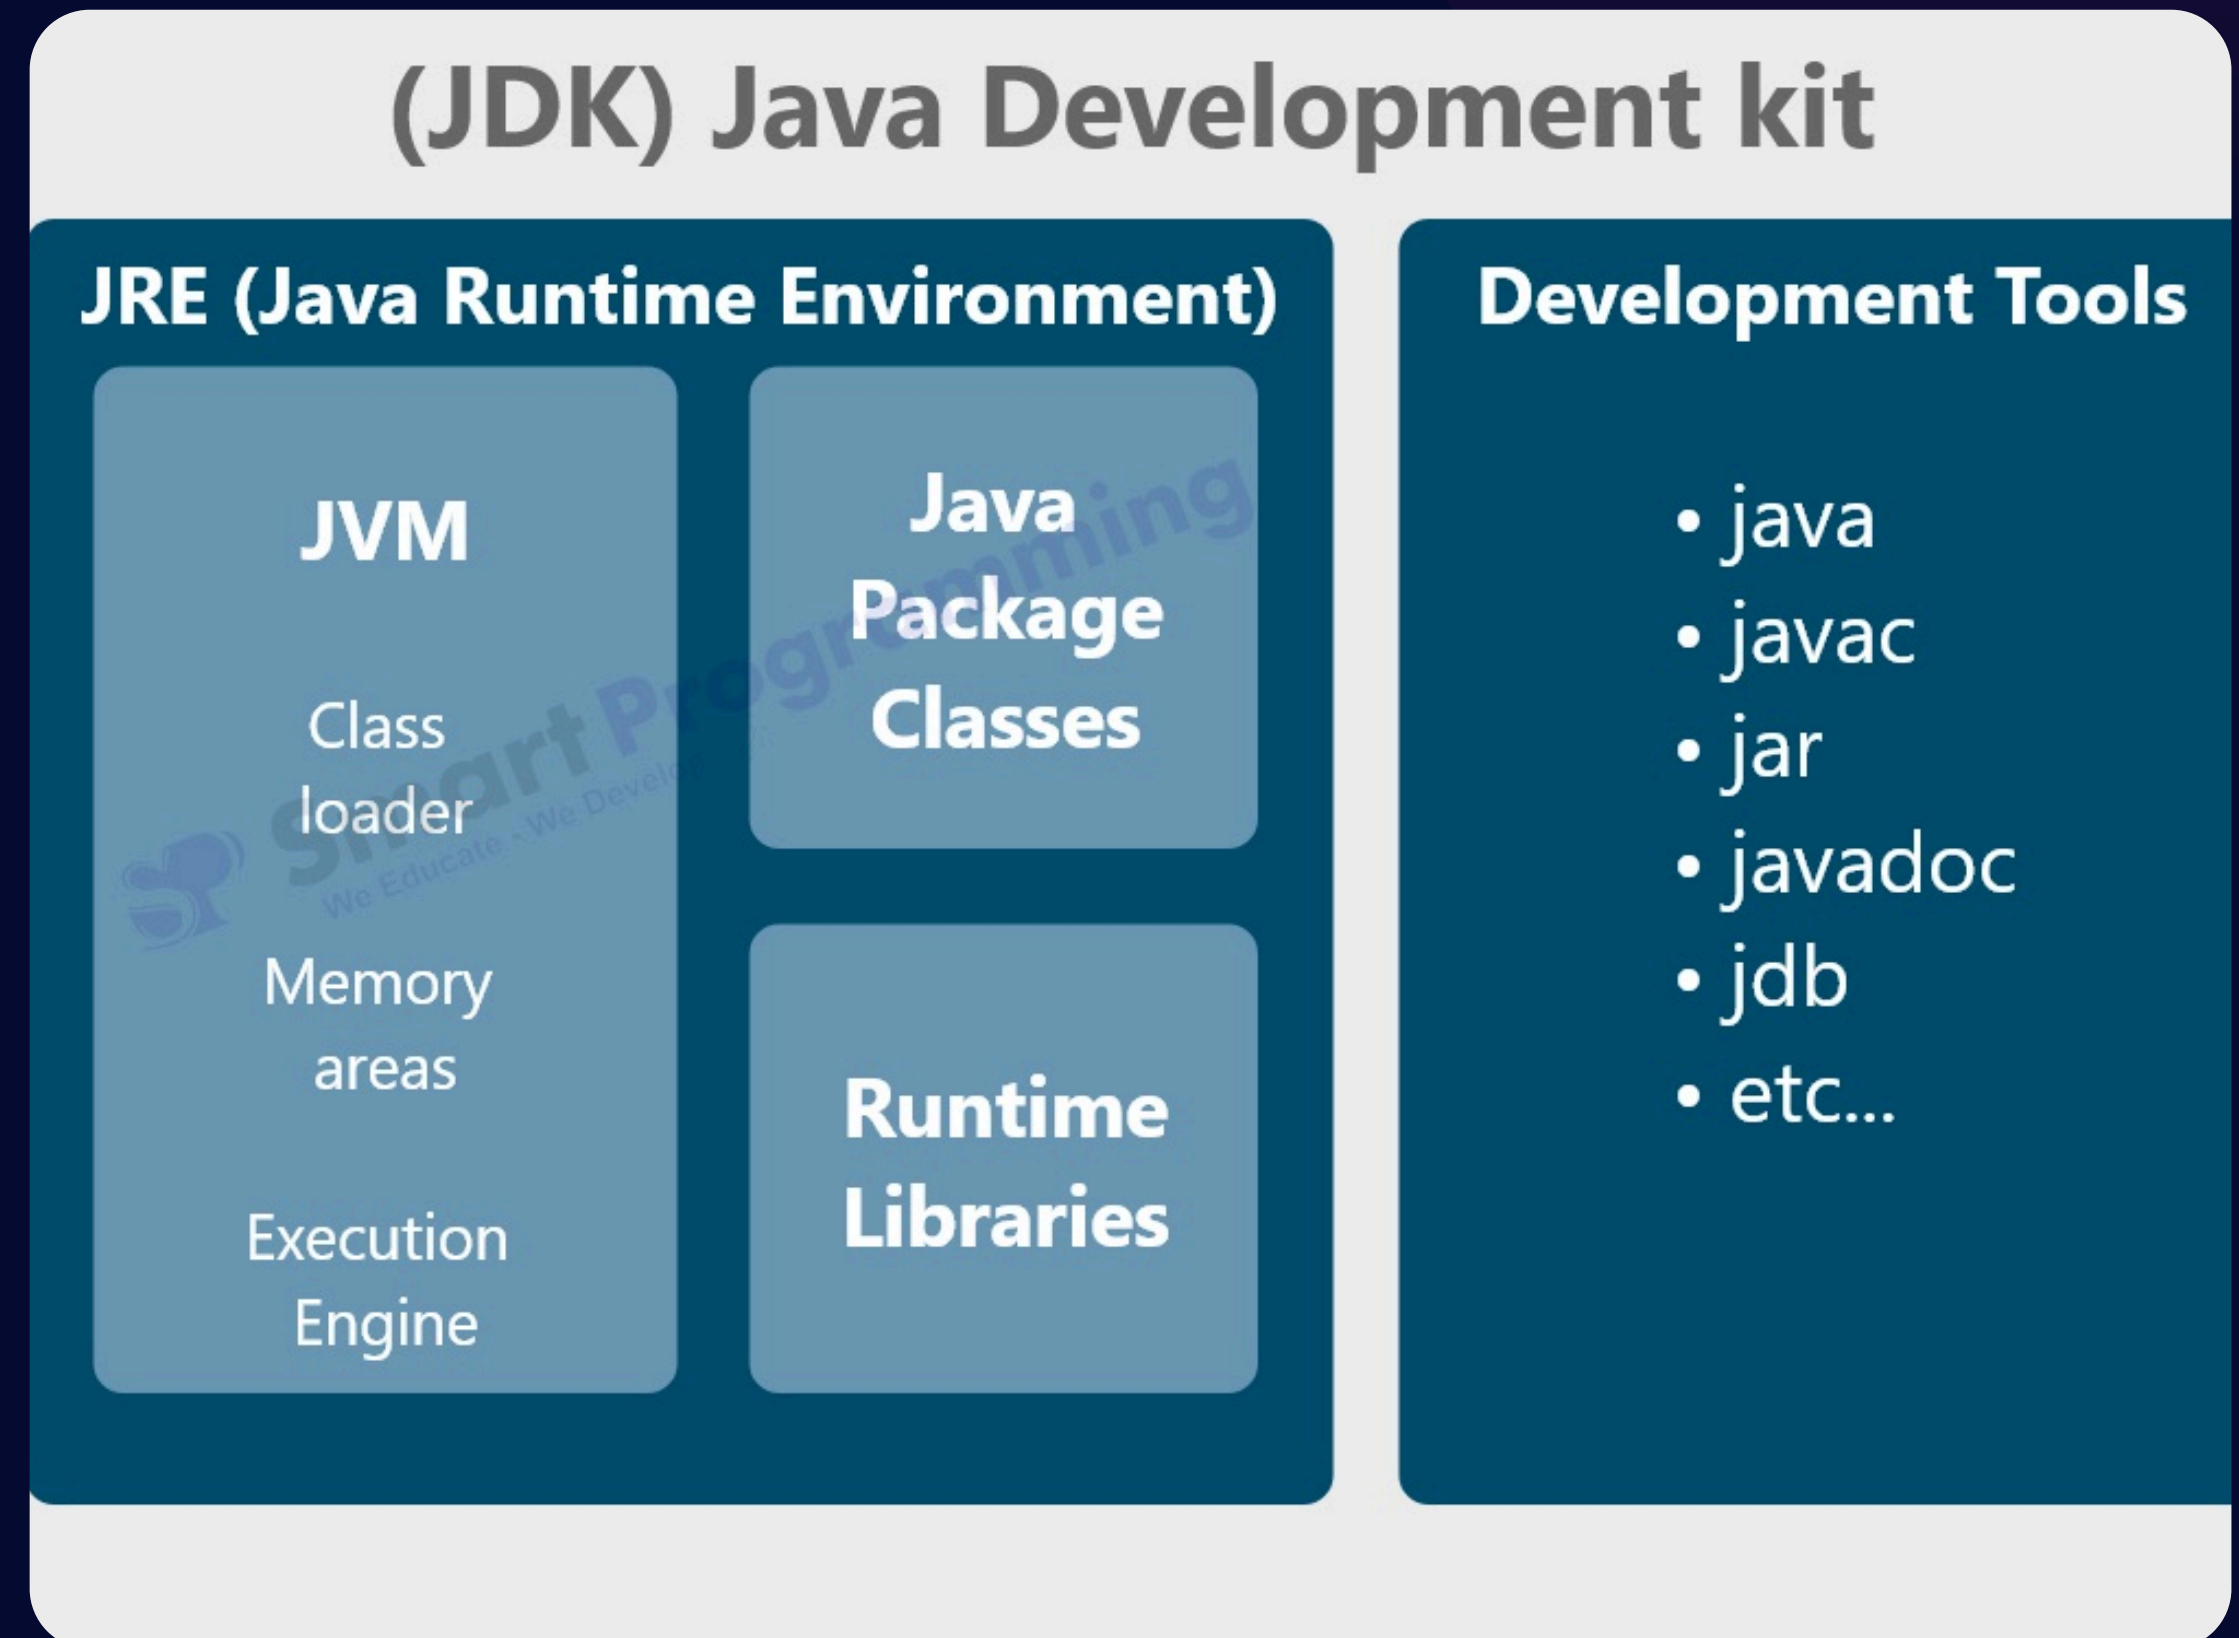 (JDK) Java Development kit
JRE (Java Runtime Environment)
JVM
Class
loader
Memory
areas
Execution
Engine
Java
Package
Classes
Runtime
Libraries
Development Tools
• java
• javac
• jar
• javadoc
• jdb
• etc...
Smart Programming
We Educate - We Develop